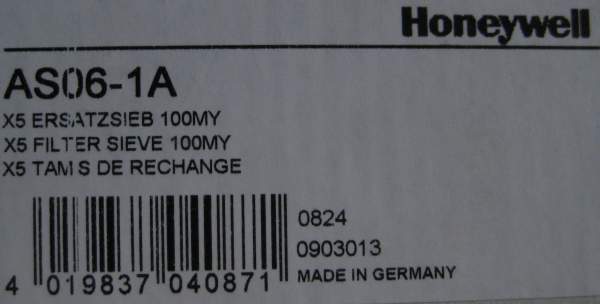 Honeywell
AS06-1A
X5 ERSATZSIEB 100MY
X5 FILTER SIEVE 100MY
X5 TAMIS DE RECHANGE
0824
0903013
MADE IN GERMANY
4 019837 040871